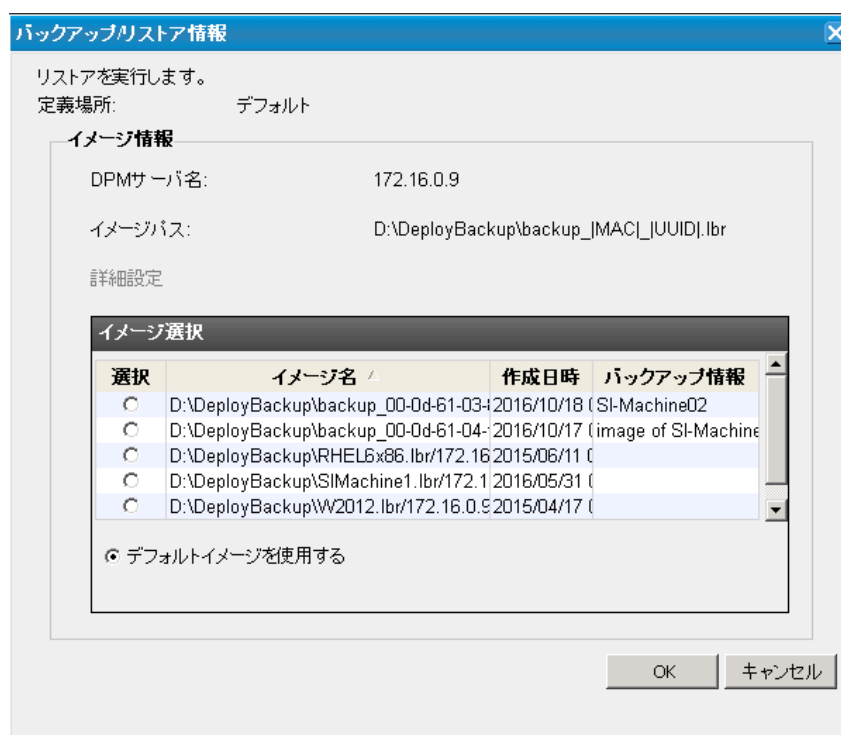 バックアップ/リストア情報
リストアを実行します。
定義場所: デフォルト
イメージ情報
DPMサーバ名: 172.16.0.9
イメージパス: D:\DeployBackup\backup_|MAC|_|UUID|.lbr
詳細設定
イメージ選択
選択 イメージ名 作成日時 バックアップ情報
D:\DeployBackup\backup_00-0d-61-03- 2016/10/18 SI-Machine02
D:\DeployBackup\backup_00-0d-61-04- 2016/10/17 image of SI-Machine
D:\DeployBackup\RHEL6x86.lbr/172.16 2015/06/11
D:\DeployBackup\SIMachine1.lbr/172.1 2016/05/31
D:\DeployBackup\W2012.lbr/172.16.0.9 2015/04/17
デフォルトイメージを使用する
OK キャンセル